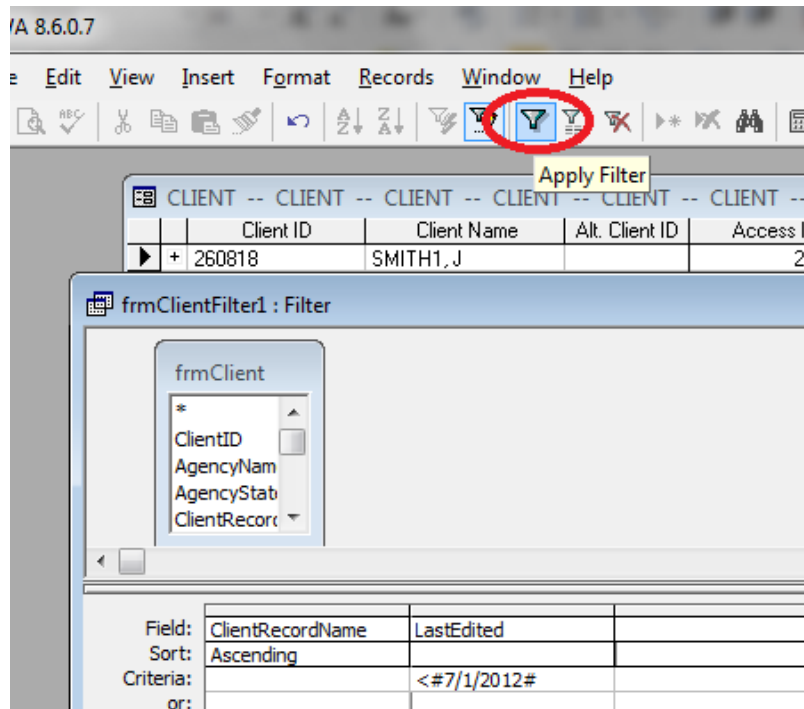 /A 8.6.0.7
e Edit View Insert Format Records Window Help
ABC A Z Z A
Apply Filter
CLIENT -- CLIENT -- CLIENT -- CLIENT -- CLIENT -- CLIENT --
Client ID Client Name Alt. Client ID Access I
+ 260818 SMITH1, J 2
frmClientFilter1 : Filter
frmClient
*
ClientID
AgencyNam
AgencyStat
ClientRecor
Field: ClientRecordName LastEdited
Sort: Ascending
Criteria: <#7/1/2012#
or: